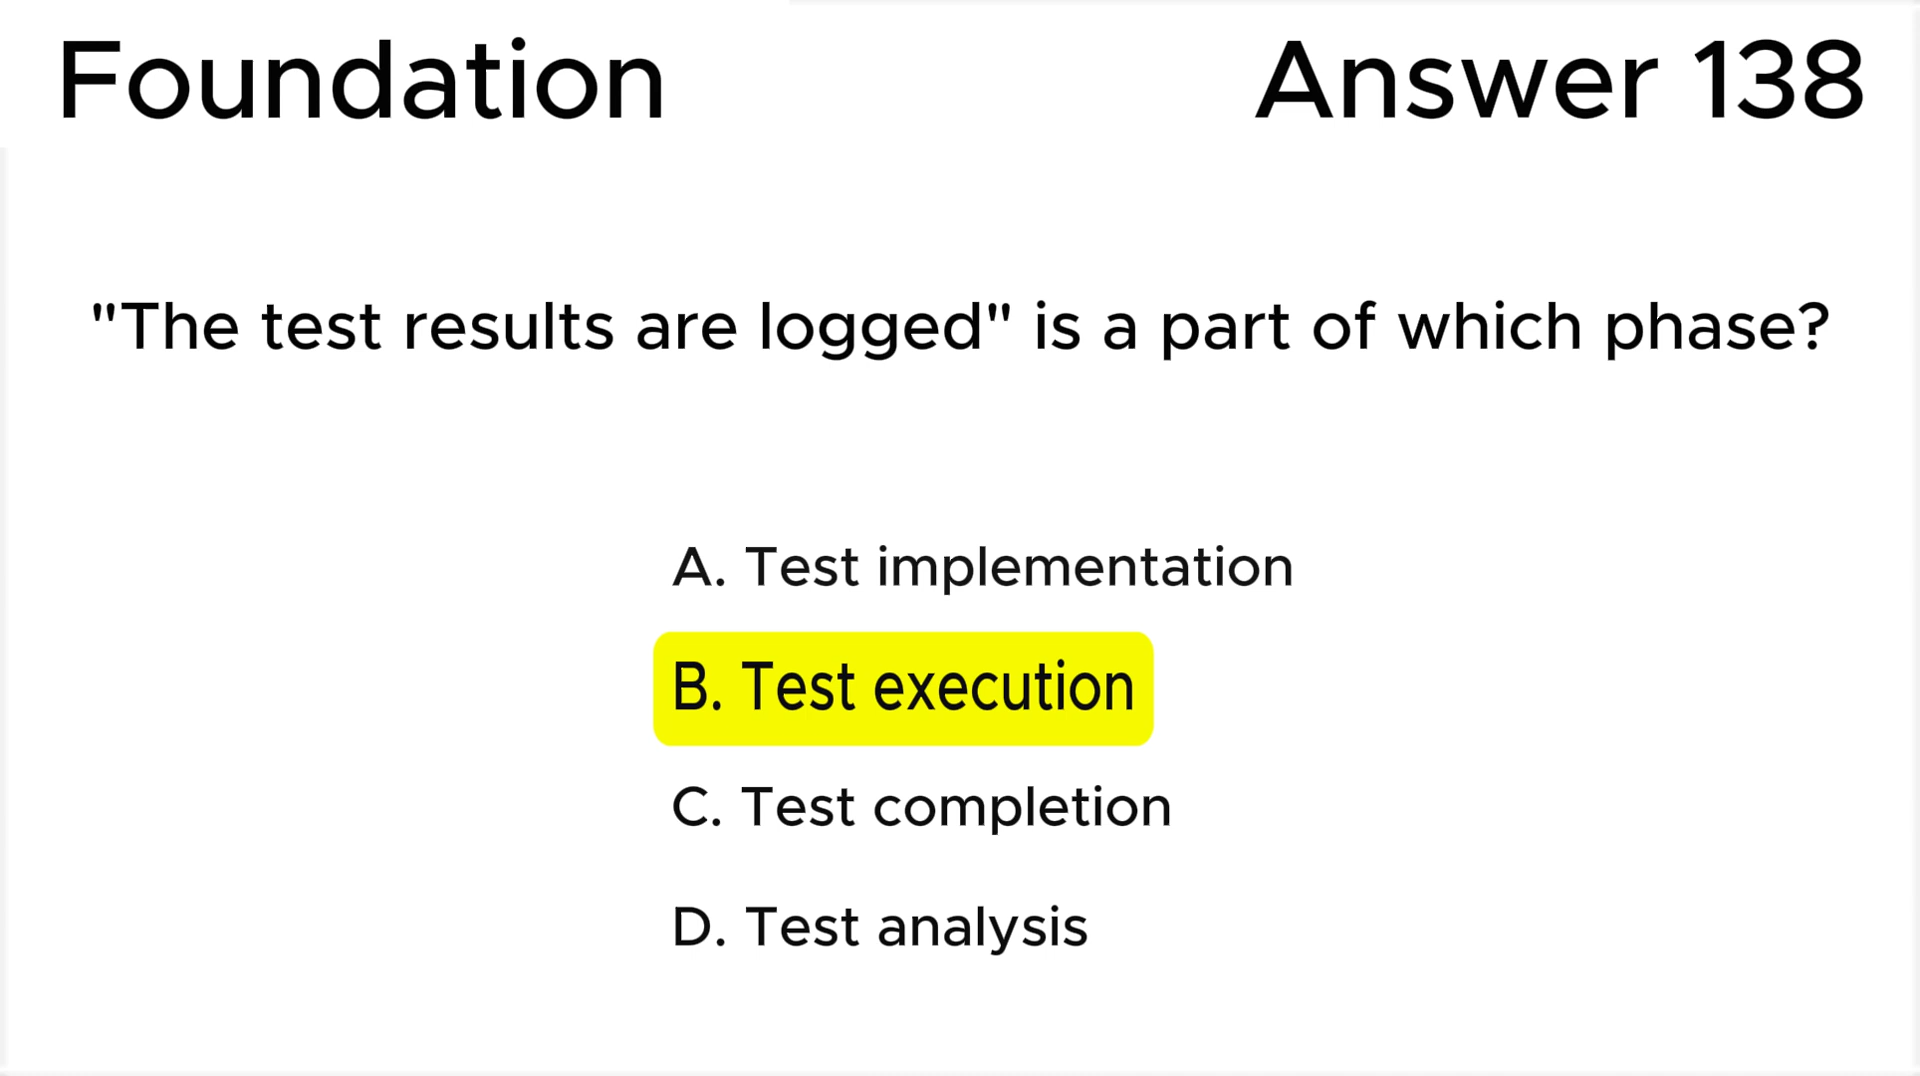 Foundation
Answer 138
"The test results are logged" is a part of which phase?
A. Test implementation
B. Test execution
C. Test completion
D. Test analysis